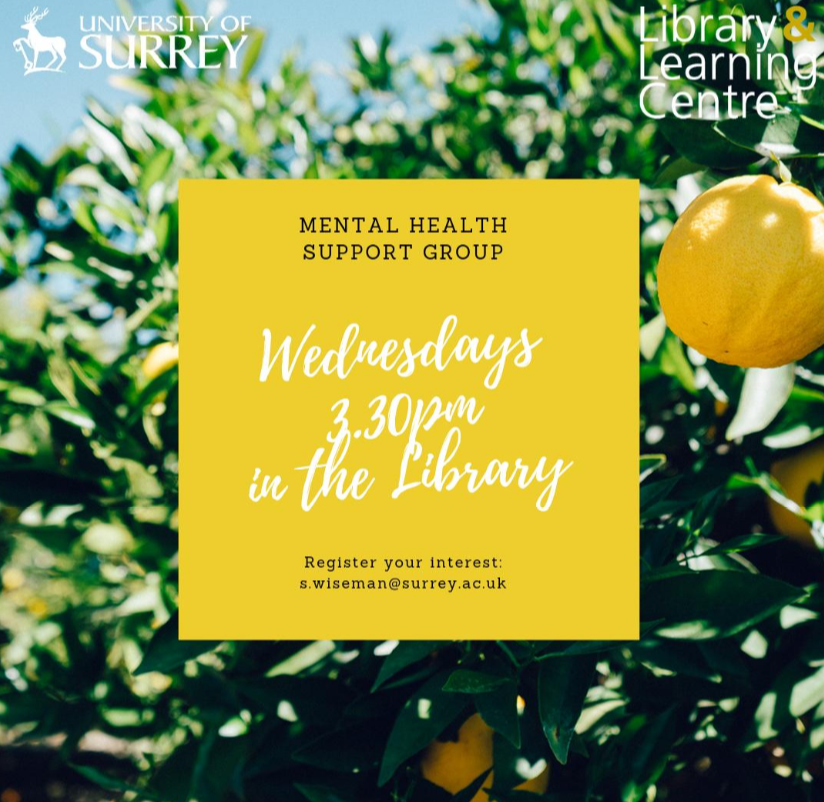 UNIVERSITY OF
SURREY
Library &
Learning
Centre
MENTAL HEALTH
SUPPORT GROUP
Wednesdays
3.30pm
in the Library
Register your interest:
s.wiseman@surrey.ac.uk